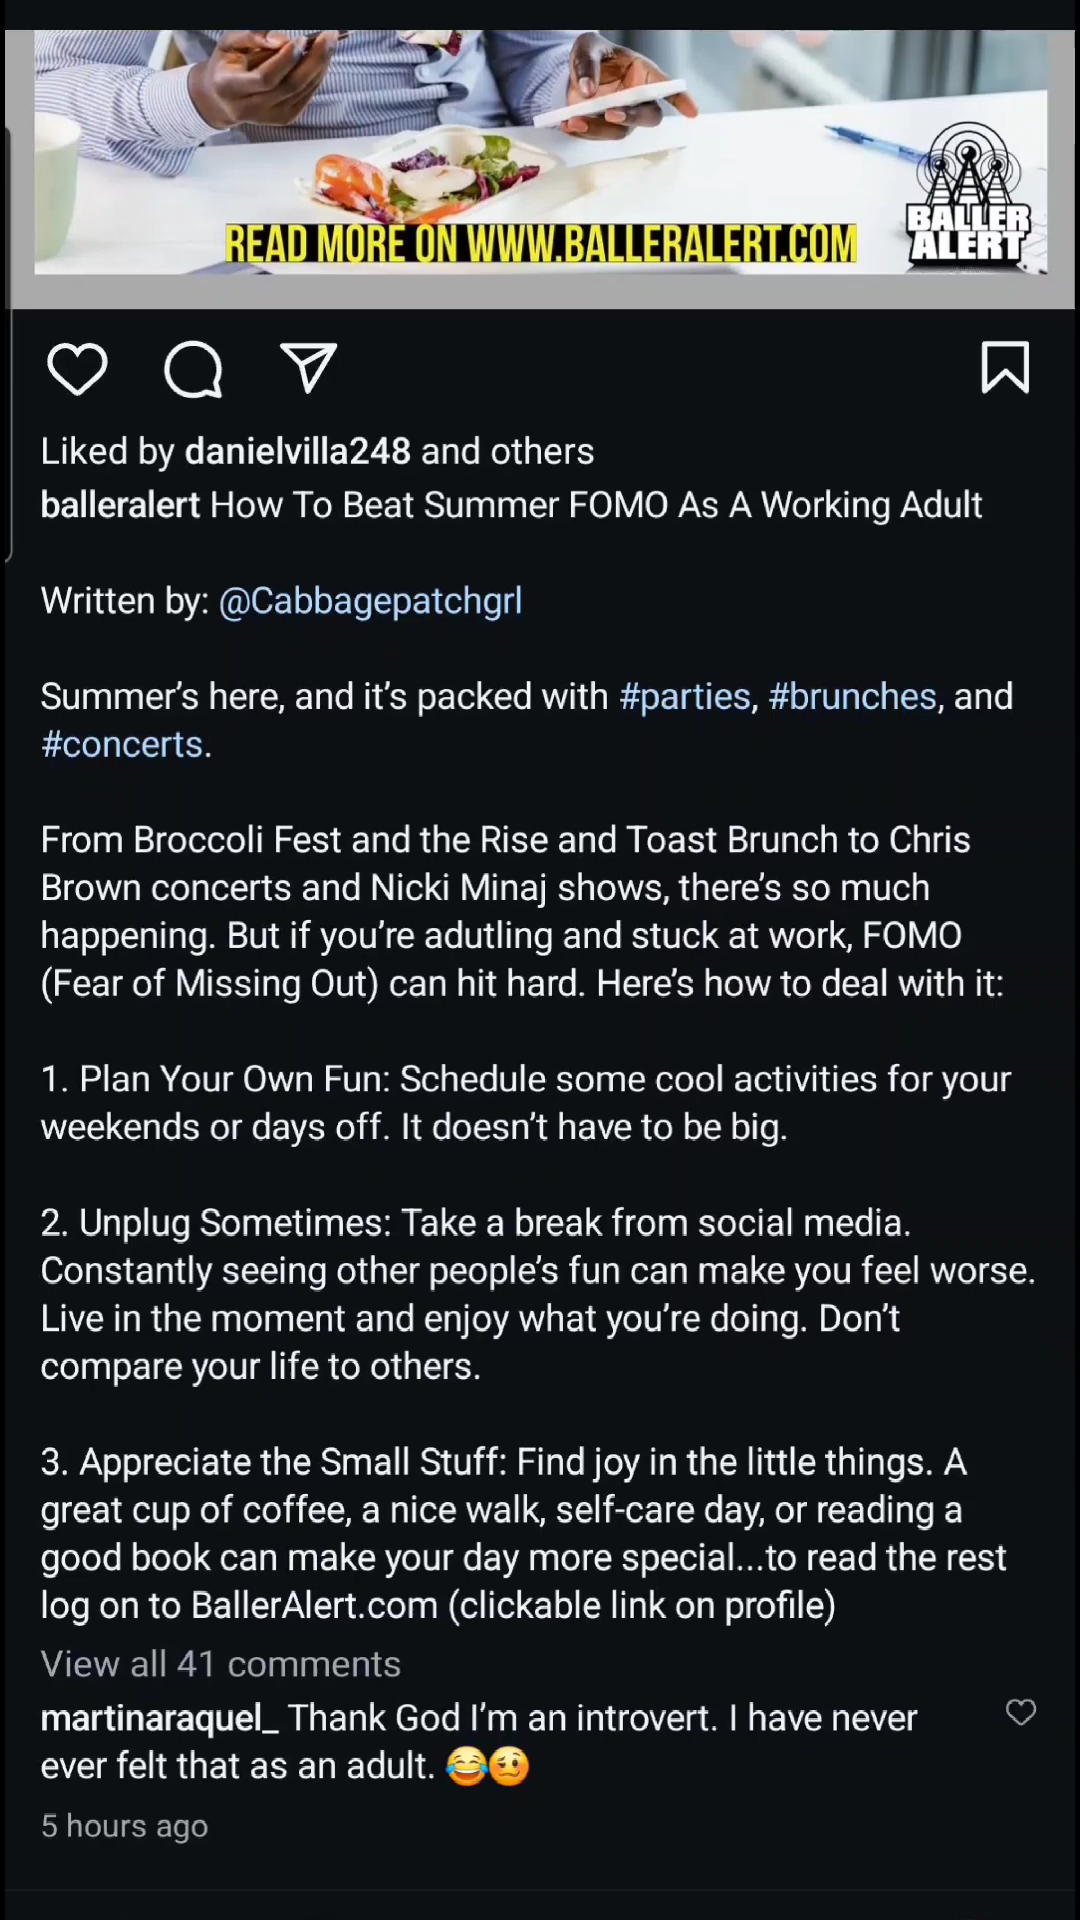 READ MORE ON WWW.BALLERALERT.COM
BALLER
ALERT
Liked by danielvilla248 and others
balleralert How To Beat Summer FOMO As A Working Adult
Written by: @Cabbagepatchgrl
Summer’s here, and it’s packed with #parties, #brunches, and
#concerts.
From Broccoli Fest and the Rise and Toast Brunch to Chris
Brown concerts and Nicki Minaj shows, there’s so much
happening. But if you’re adutling and stuck at work, FOMO
(Fear of Missing Out) can hit hard. Here’s how to deal with it:
1. Plan Your Own Fun: Schedule some cool activities for your
weekends or days off. It doesn’t have to be big.
2. Unplug Sometimes: Take a break from social media.
Constantly seeing other people’s fun can make you feel worse.
Live in the moment and enjoy what you’re doing. Don’t
compare your life to others.
3. Appreciate the Small Stuff: Find joy in the little things. A
great cup of coffee, a nice walk, self-care day, or reading a
good book can make your day more special...to read the rest
log on to BallerAlert.com (clickable link on profile)
View all 41 comments
martinaraquel_ Thank God I’m an introvert. I have never
ever felt that as an adult. 😂🥴
5 hours ago